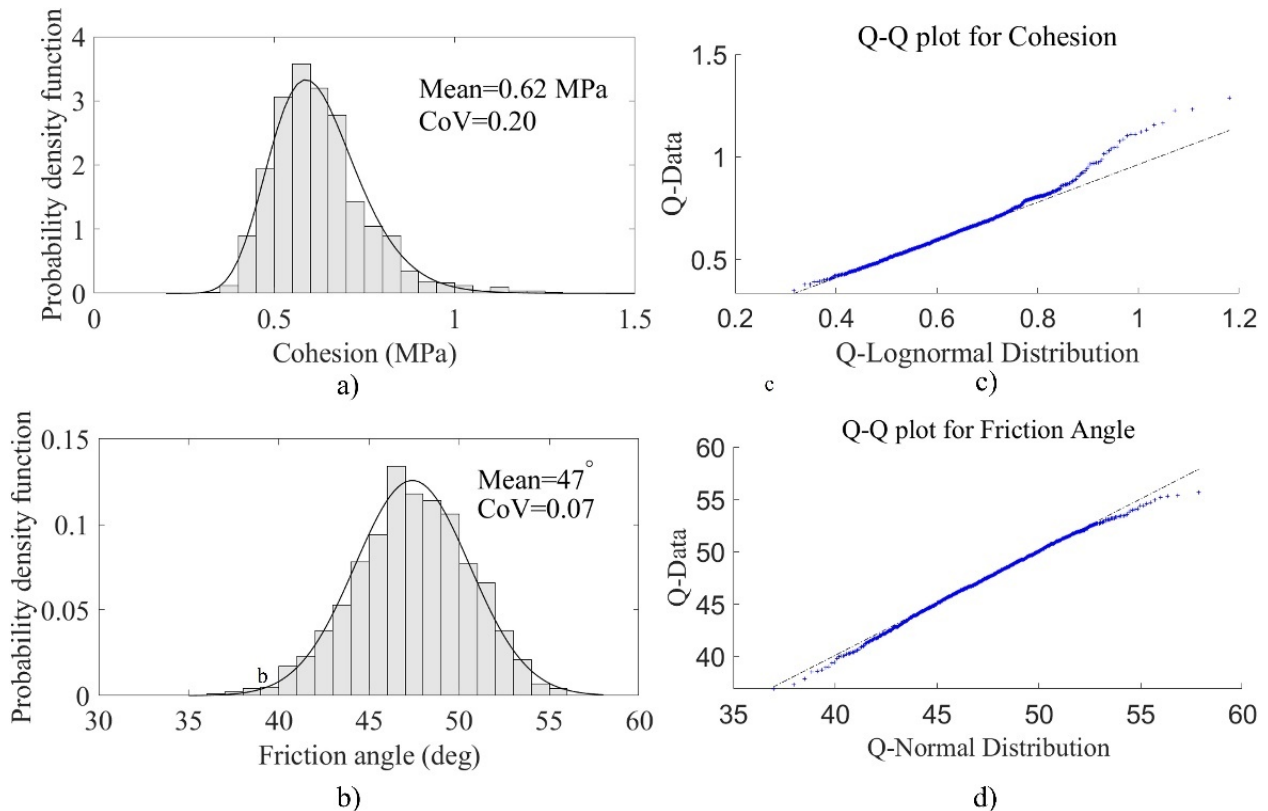 a)
Probability density function
4
3
2
1
0
Mean=0.62 MPa
CoV=0.20
0 0.5 1 1.5
Cohesion (MPa)
a)
Q-Q plot for Cohesion
Q-Data
1.5
1
0.5
0.2 0.4 0.6 0.8 1 1.2
Q-Lognormal Distribution
c c)
Probability density function
0.15
0.1
0.05
0
Mean=47°
CoV=0.07
b
30 35 40 45 50 55 60
Friction angle (deg)
b)
Q-Q plot for Friction Angle
Q-Data
60
55
50
45
40
35 40 45 50 55 60
Q-Normal Distribution
d)